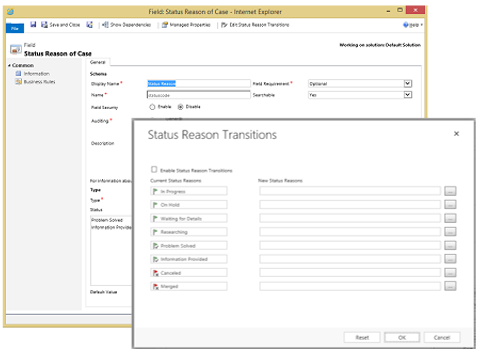 Field: Status Reason of Case - Internet Explorer
File
Save and Close
Show Dependencies
Managed Properties
Edit Status Reason Transitions
Help
Field
Status Reason of Case
Working on solution: Default Solution
Common
Information
Business Rules
General
Schema
Display Name *
Status Reason
Field Requirement *
Optional
Name *
statuscode
Searchable
Yes
Field Security
Enable
Disable
Auditing *
Description
For information abou
Type
Type *
Status
Problem Solved
Information Provided
Default Value
Status Reason Transitions
Enable Status Reason Transitions
Current Status Reasons
New Status Reasons
In Progress
...
On Hold
...
Waiting for Details
...
Researching
...
Problem Solved
...
Information Provided
...
Canceled
...
Merged
...
Reset
OK
Cancel